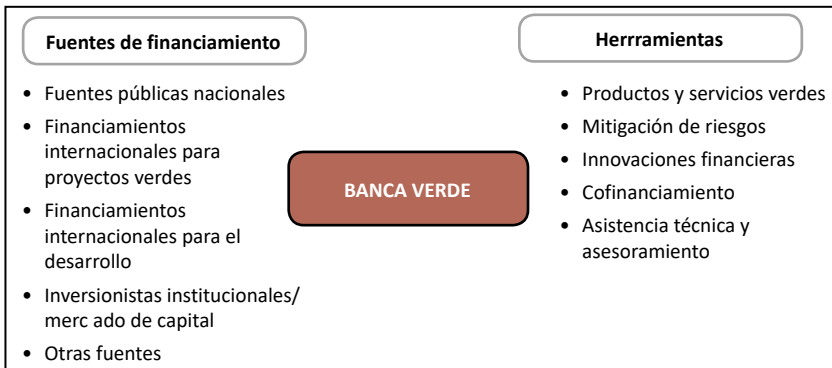 Fuentes de financiamiento
• Fuentes públicas nacionales
• Financiamientos
internacionales para
proyectos verdes
• Financiamientos
internacionales para el
desarrollo
• Inversionistas institucionales/
merc ado de capital
• Otras fuentes
BANCA VERDE
Herrramientas
• Productos y servicios verdes
• Mitigación de riesgos
• Innovaciones financieras
• Cofinanciamiento
• Asistencia técnica y
asesoramiento